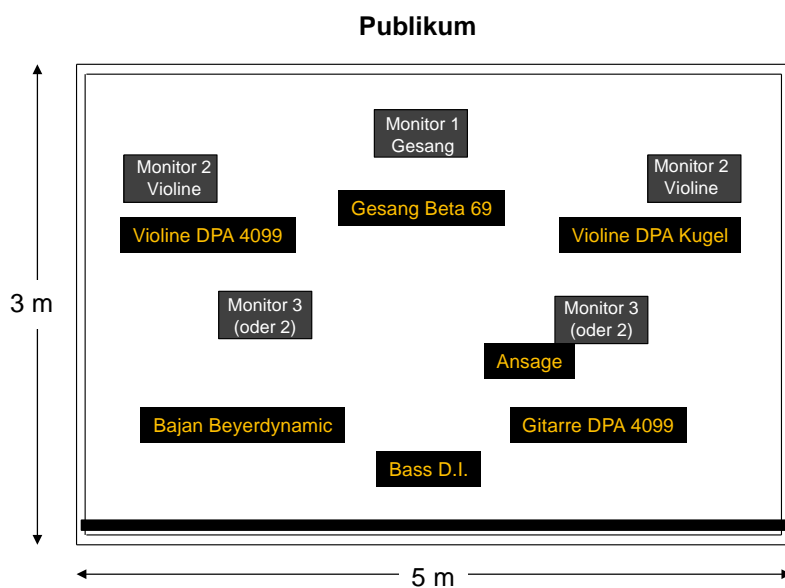 Publikum
Monitor 1
Gesang
Monitor 2
Violine
Monitor 2
Violine
Gesang Beta 69
Violine DPA 4099
Violine DPA Kugel
3 m
Monitor 3
(oder 2)
Monitor 3
(oder 2)
Ansage
Bajan Beyerdynamic
Gitarre DPA 4099
Bass D.I.
5 m